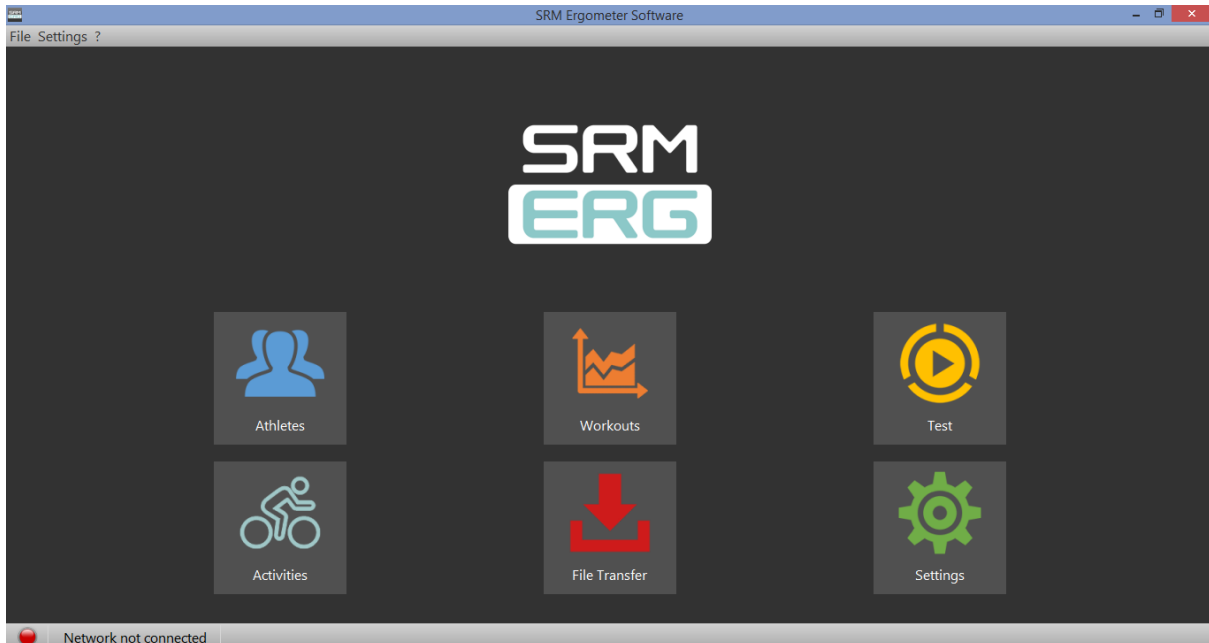 SRM Ergometer Software
File Settings ?
SRM
ERG
Athletes
Workouts
Test
Activities
File Transfer
Settings
Network not connected